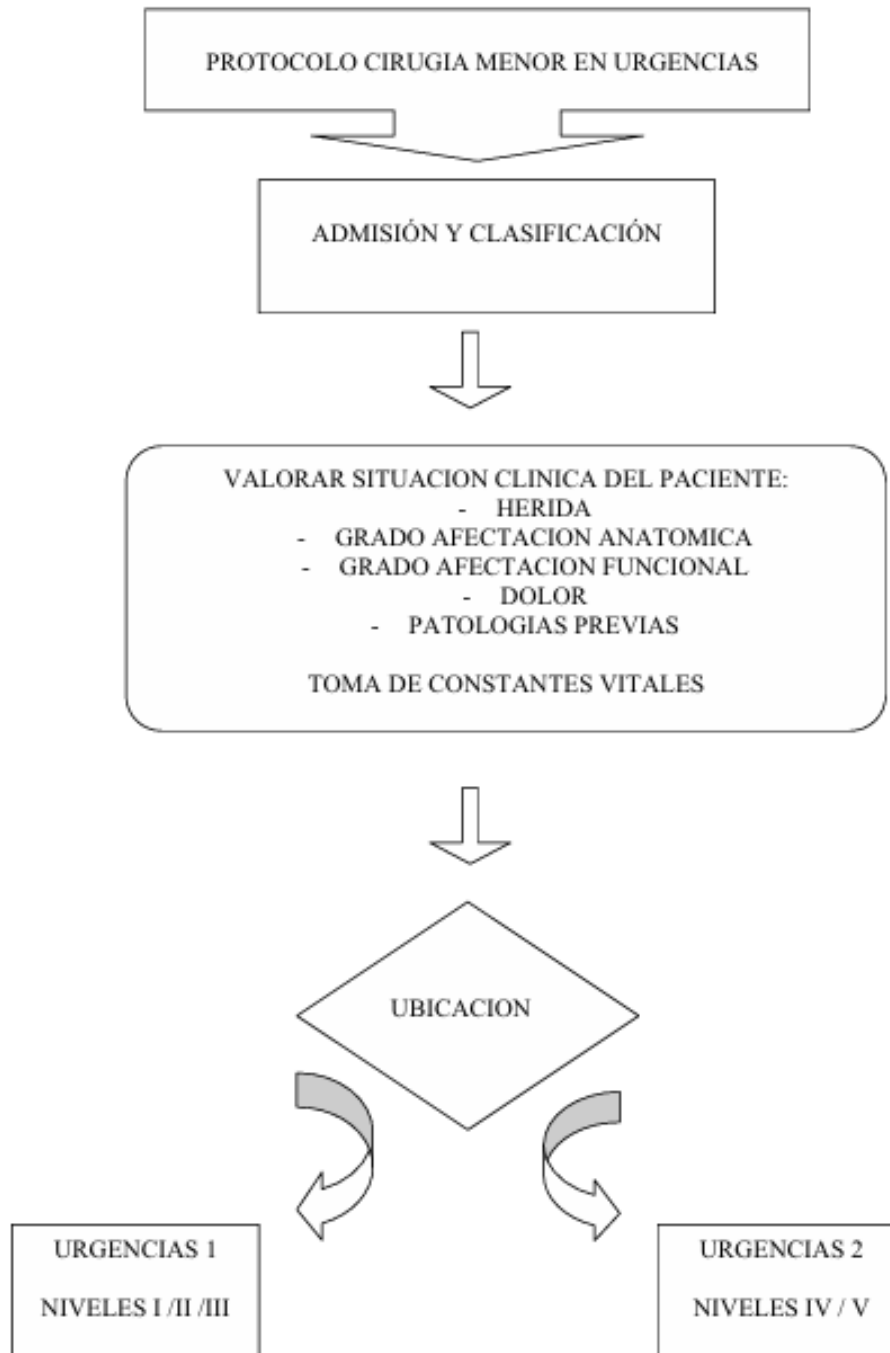 PROTOCOLO CIRUGIA MENOR EN URGENCIAS
ADMISIÓN Y CLASIFICACIÓN
VALORAR SITUACION CLINICA DEL PACIENTE:
- HERIDA
- GRADO AFECTACION ANATOMICA
- GRADO AFECTACION FUNCIONAL
- DOLOR
- PATOLOGIAS PREVIAS
TOMA DE CONSTANTES VITALES
UBICACION
URGENCIAS 1
NIVELES I /II /III
URGENCIAS 2
NIVELES IV / V